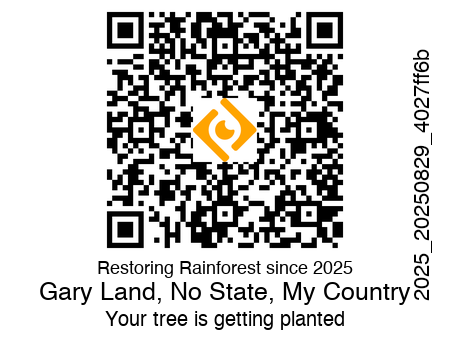 Restoring Rainforest since 2025
Gary Land, No State, My Country
Your tree is getting planted
2025_20250829_4027ff6b